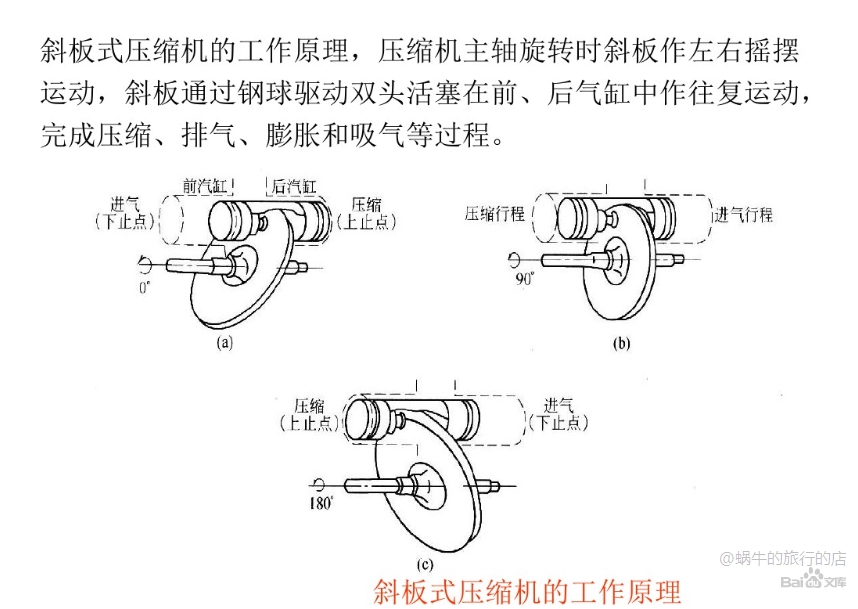 斜板式压缩机的工作原理，压缩机主轴旋转时斜板作左右摇摆
运动，斜板通过钢球驱动双头活塞在前、后气缸中作往复运动，
完成压缩、排气、膨胀和吸气等过程。
前汽缸
后汽缸
进气
（下止点）
压缩
（上止点）
0°
(a)
压缩行程
进气行程
90°
(b)
压缩
（上止点）
进气
（下止点）
180°
(c)
斜板式压缩机的工作原理
@蜗牛的旅行的店
Bai文库